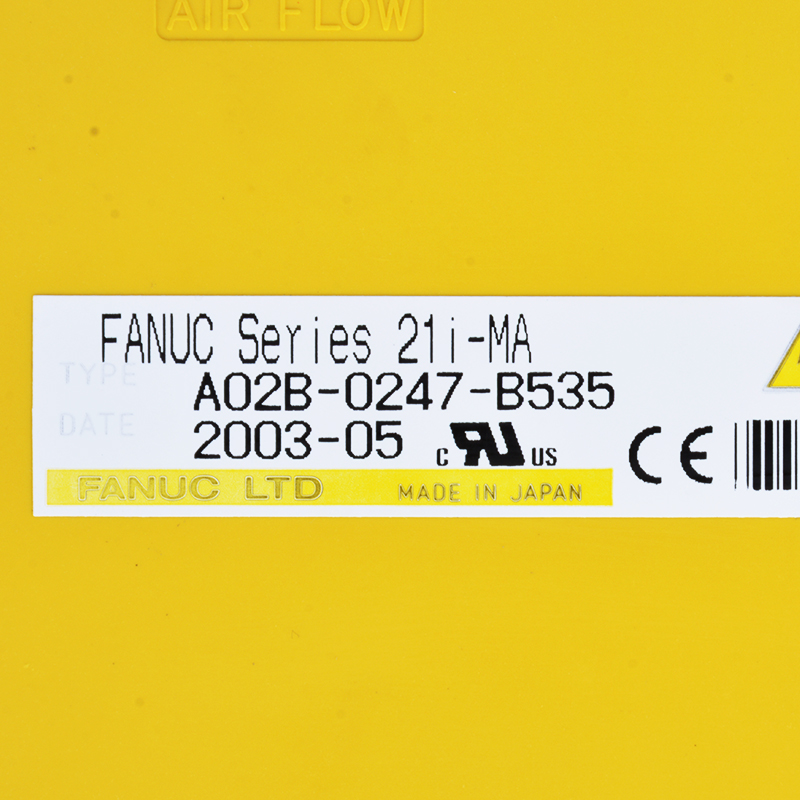 AIR FLOW
FANUC Series 21i-MA
TYPE A02B-0247-B535
DATE 2003-05 c RU US CE
FANUC LTD MADE IN JAPAN